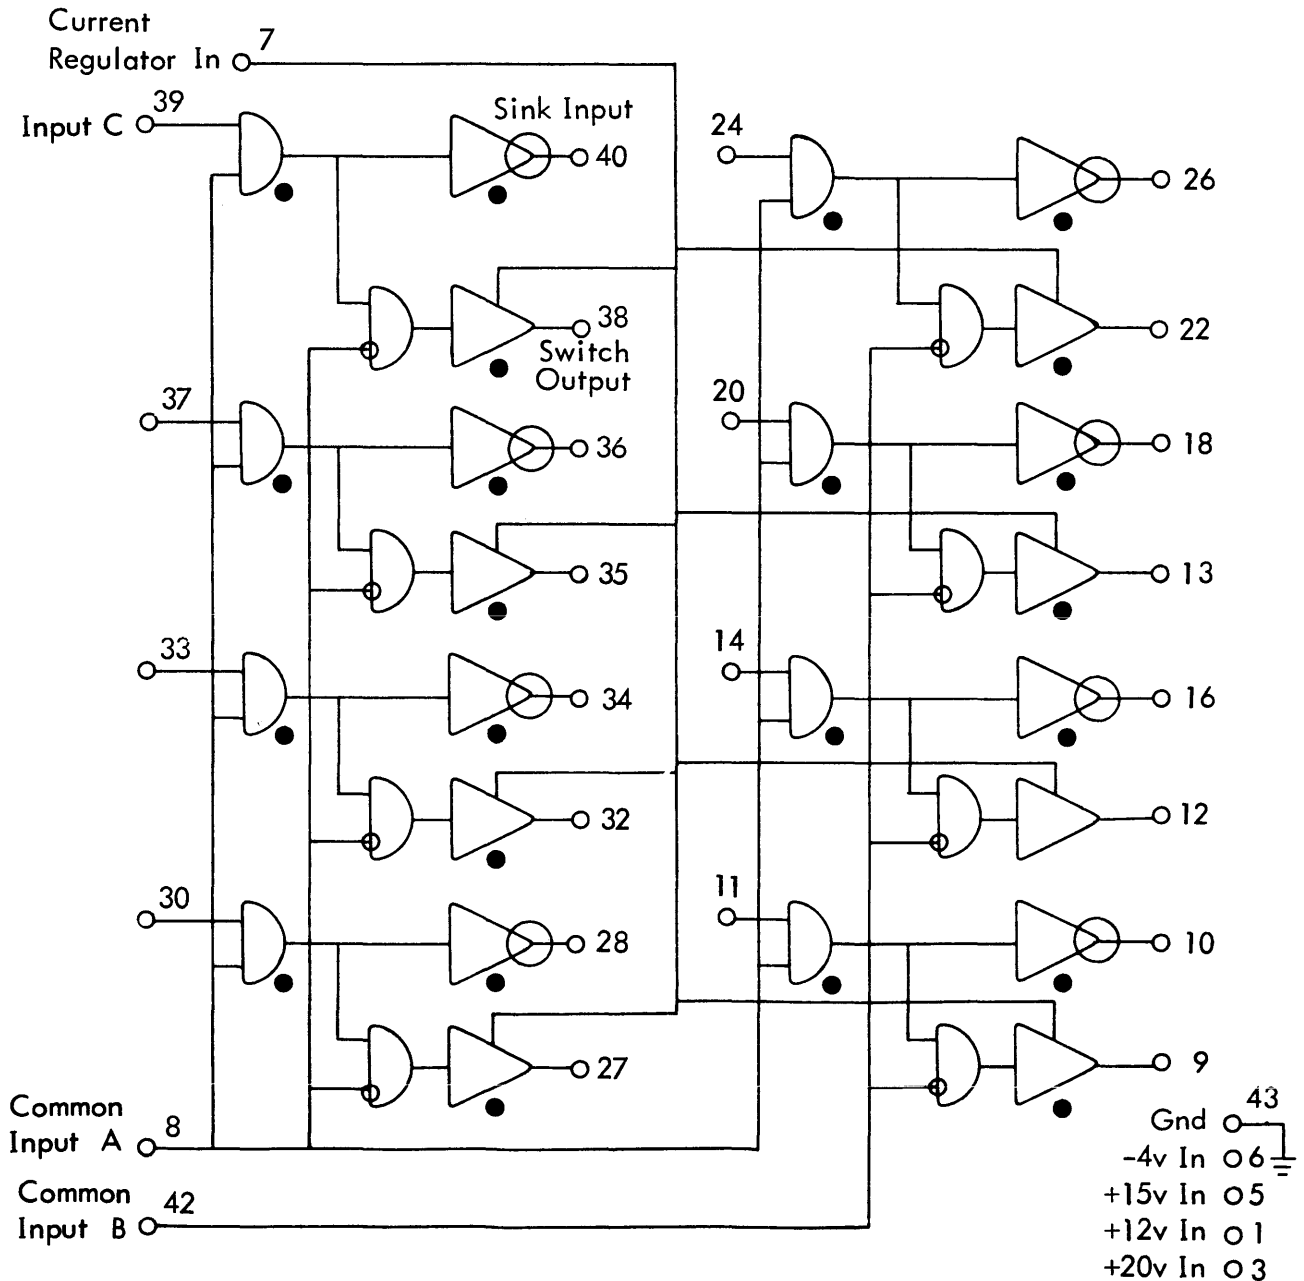 Current
Regulator In
7
39
Input C
Sink Input
40
24
26
38
Switch
Output
22
37
36
20
18
35
13
33
34
14
16
32
12
30
28
11
10
27
9
Common
Input A
8
Common
Input B
42
Gnd
43
-4v In 6
+15v In 5
+12v In 1
+20v In 3